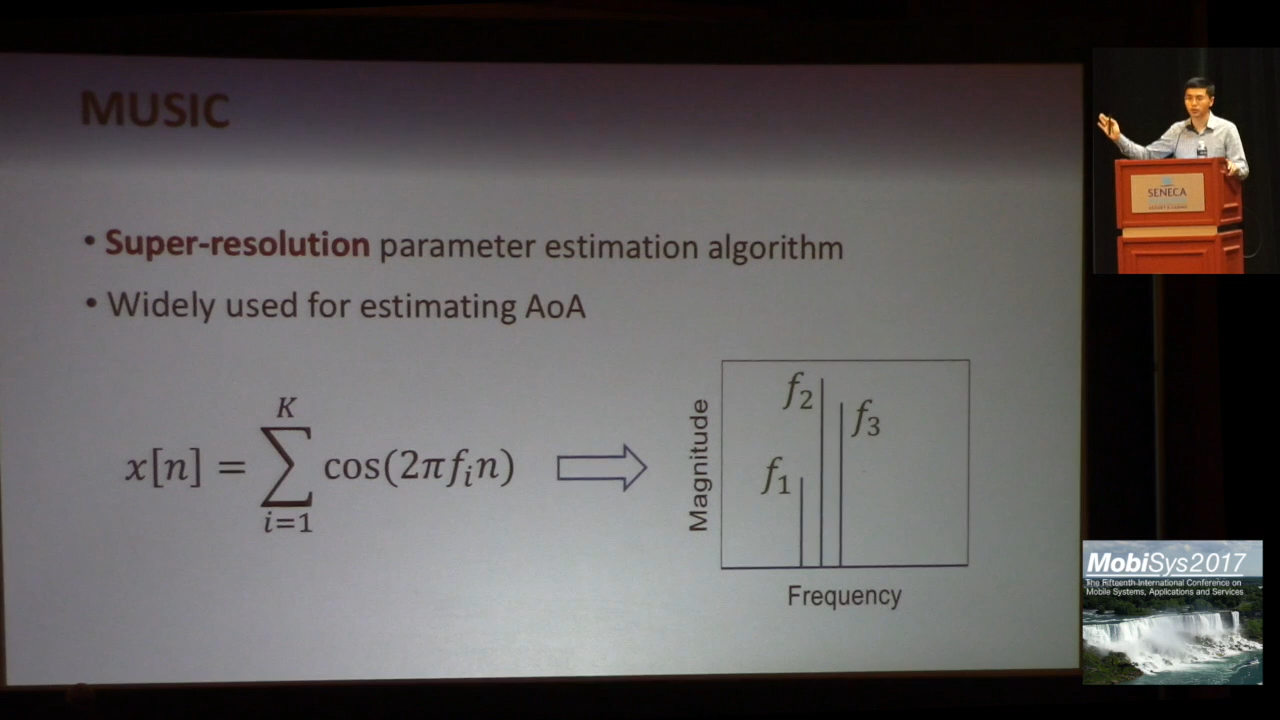 MUSIC
• Super-resolution parameter estimation algorithm
• Widely used for estimating AoA
x[n] = \sum_{i=1}^{K} cos(2πf_i n)
Magnitude
f_1
f_2
f_3
Frequency
SENECA
MobiSys2017
The Fifteenth International Conference on
Mobile Systems, Applications and Services